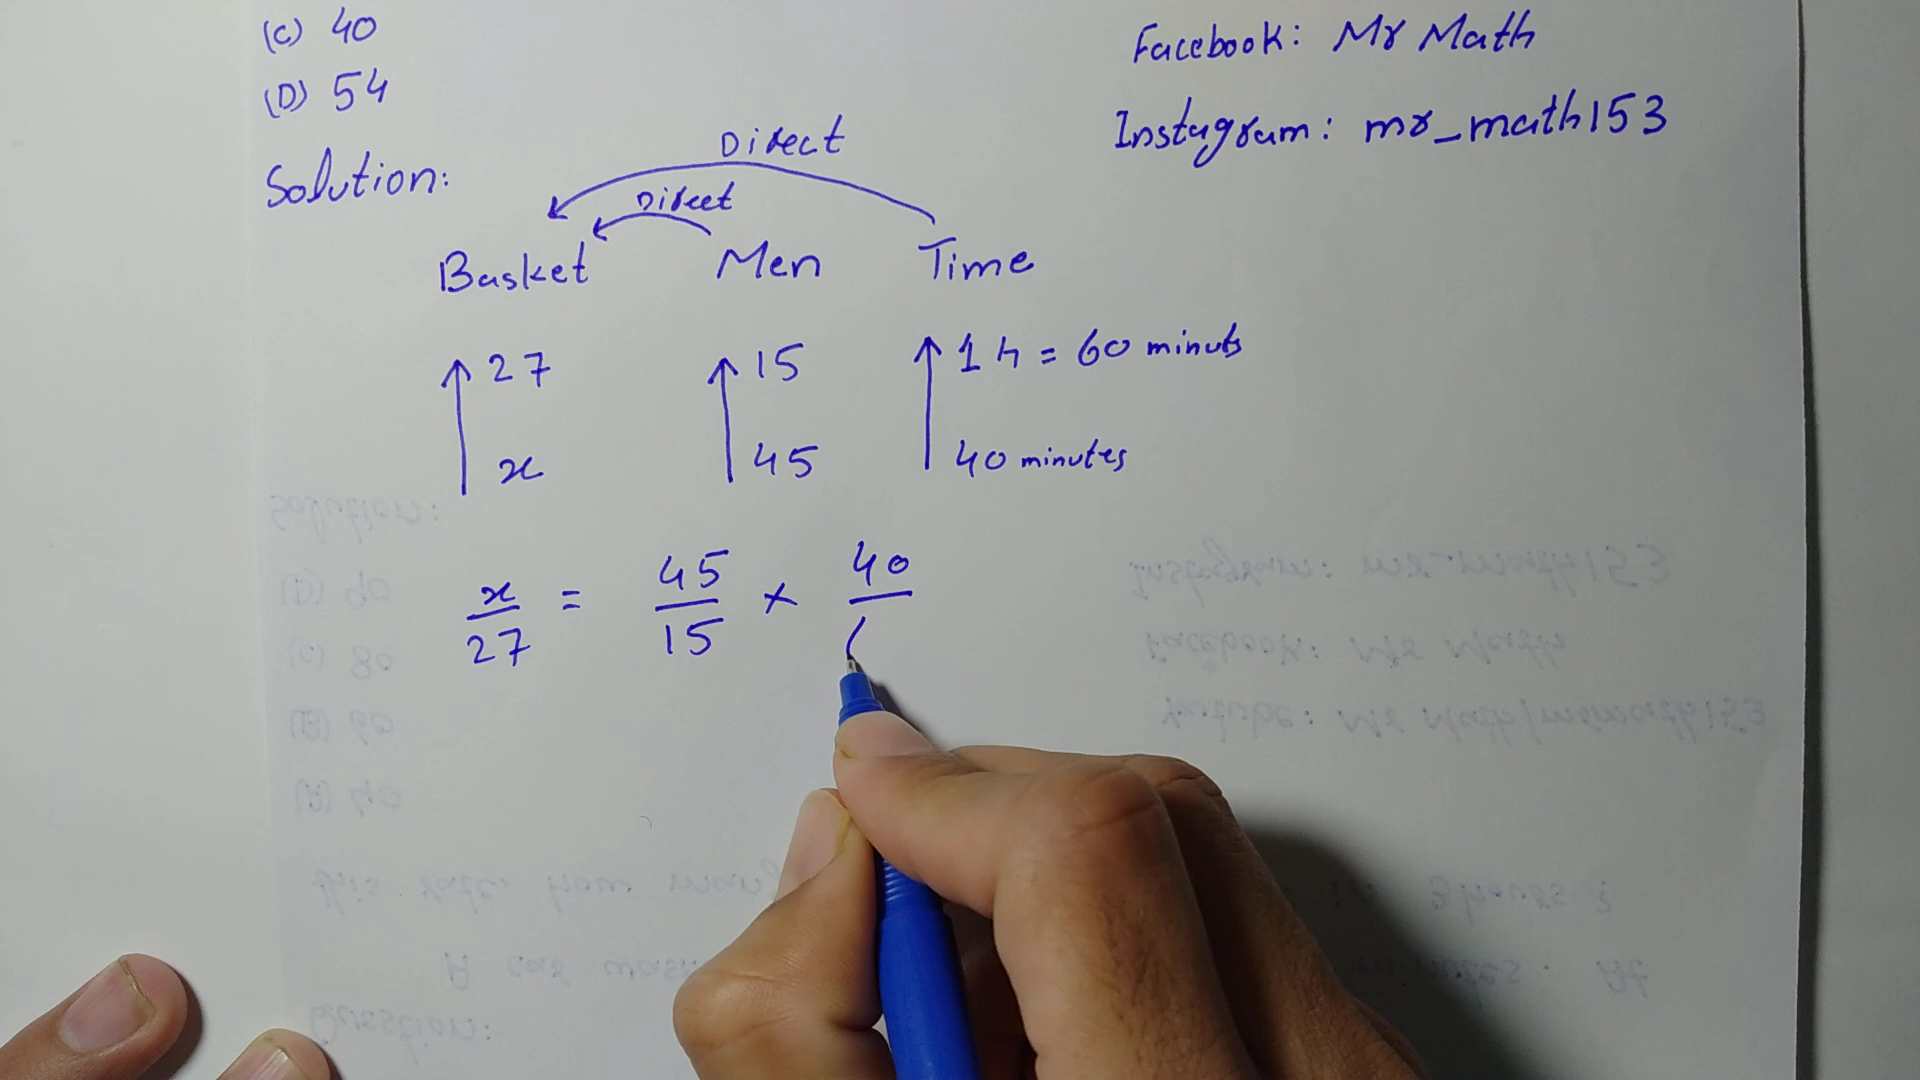 (C) 40
(D) 54
Facebook: Mr Math
Instagram: mr_math153
Solution:
Direct
Direct
Basket Men Time
27 15 1 h = 60 minuts
x 45 40 minutes
x/27 = 45/15 × 40/